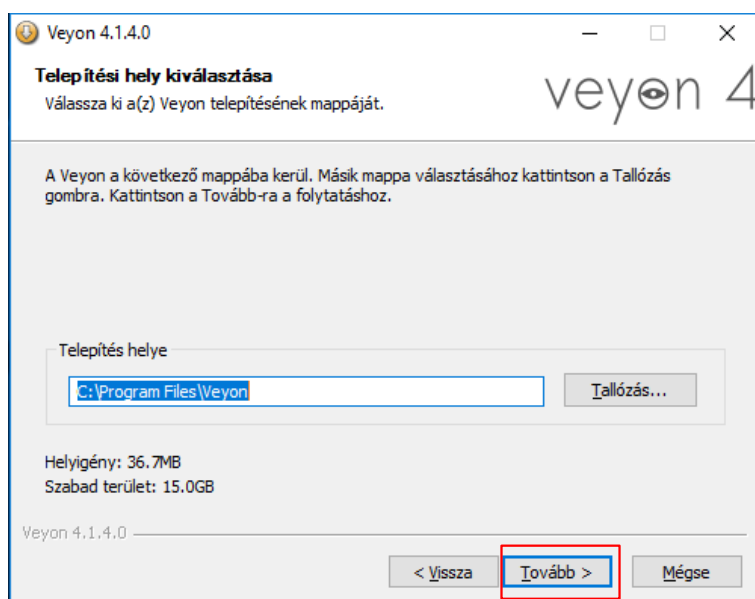 Veyon 4.1.4.0
Telepítési hely kiválasztása
Válassza ki a(z) Veyon telepítésének mappáját.
veyon 4
A Veyon a következő mappába kerül. Másik mappa választásához kattintson a Tallózás
gombra. Kattintson a Tovább-ra a folytatáshoz.
Telepítés helye
C:\Program Files\Veyon
Tallózás...
Helyigény: 36.7MB
Szabad terület: 15.0GB
Veyon 4.1.4.0
< Vissza
Tovább >
Mégse